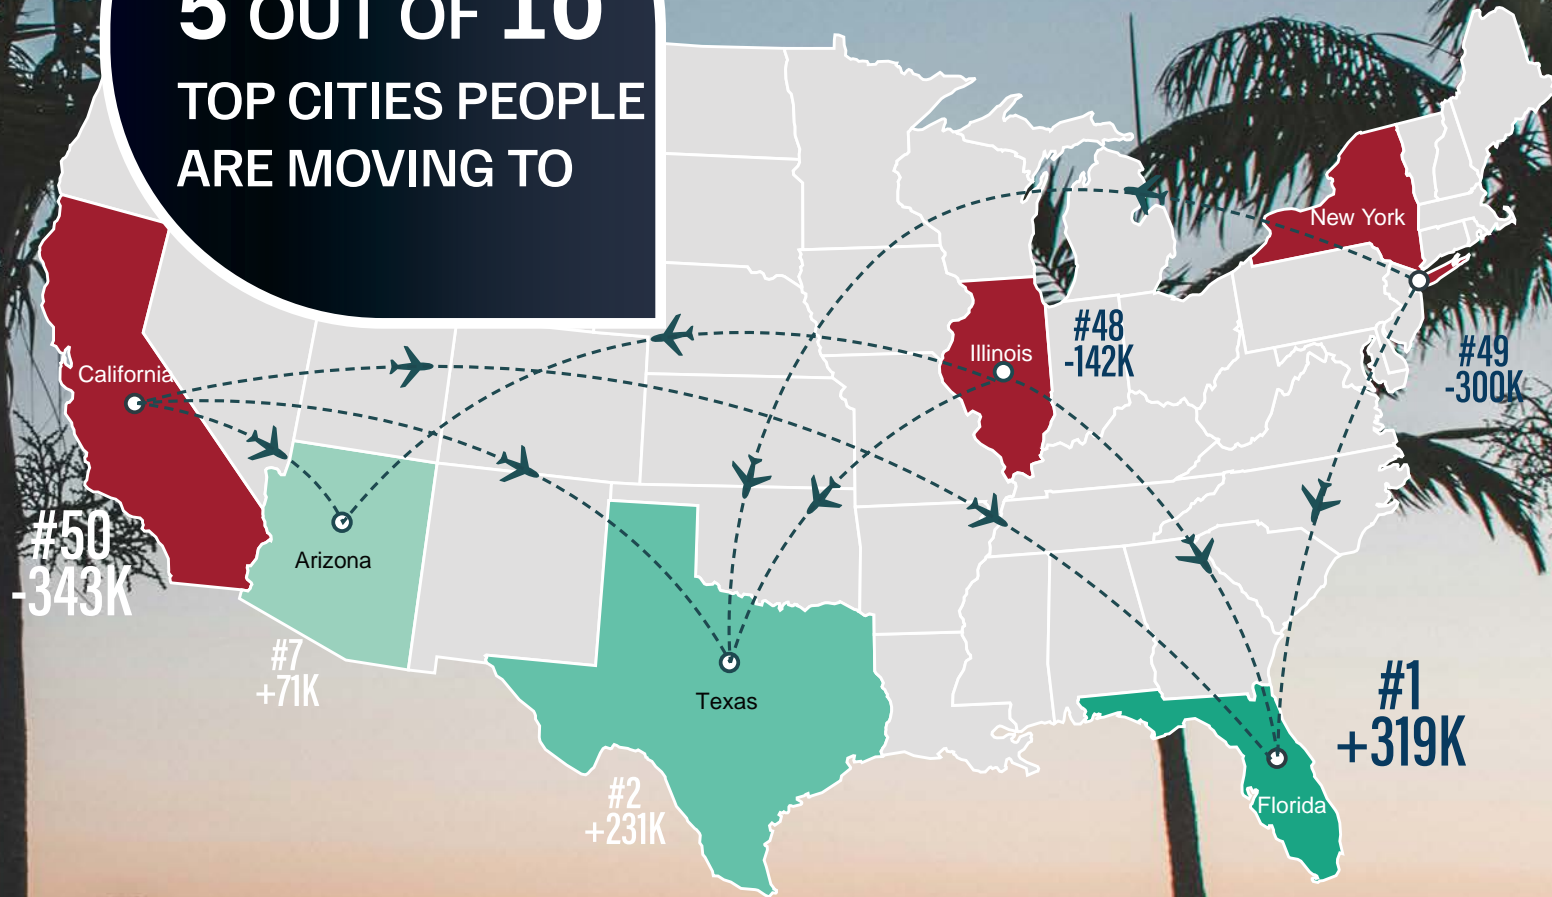 5 OUT OF 10
TOP CITIES PEOPLE
ARE MOVING TO
New York
#48
-142K
Illinois
#49
-300K
California
#50
-343K
Arizona
#7
+71K
Texas
#1
+319K
#2
+231K
Florida